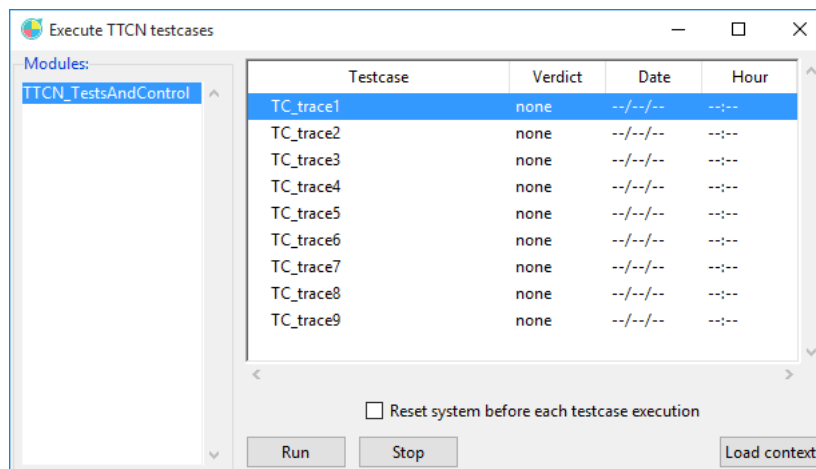 Execute TTCN testcases
Modules:
TTCN_TestsAndControl
Testcase Verdict Date Hour
TC_trace1 none --/--/-- --:--
TC_trace2 none --/--/-- --:--
TC_trace3 none --/--/-- --:--
TC_trace4 none --/--/-- --:--
TC_trace5 none --/--/-- --:--
TC_trace6 none --/--/-- --:--
TC_trace7 none --/--/-- --:--
TC_trace8 none --/--/-- --:--
TC_trace9 none --/--/-- --:--
Reset system before each testcase execution
Run Stop Load context